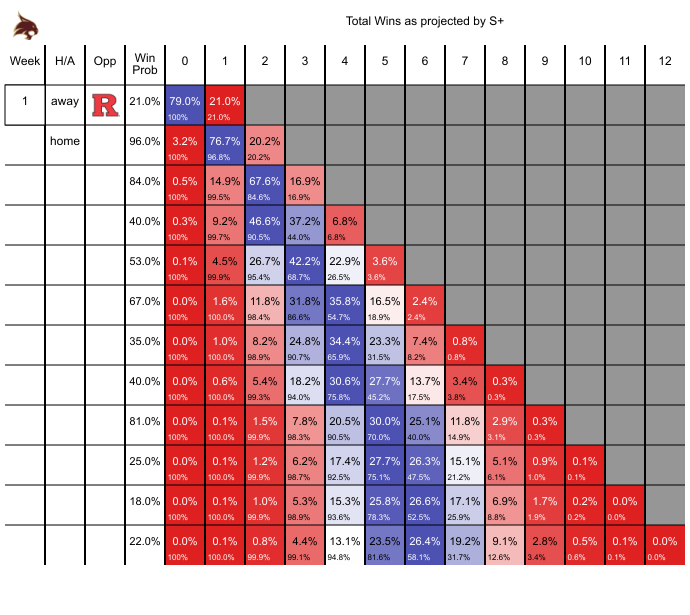 Total Wins as projected by S+
Week H/A Opp Win Prob 0 1 2 3 4 5 6 7 8 9 10 11 12
1 away R 21.0% 79.0% 21.0%
100% 21.0%
home 96.0% 3.2% 76.7% 20.2%
100% 96.8% 20.2%
84.0% 0.5% 14.9% 67.6% 16.9%
100% 99.5% 84.6% 16.9%
40.0% 0.3% 9.2% 46.6% 37.2% 6.8%
100% 99.7% 90.5% 44.0% 6.8%
53.0% 0.1% 4.5% 26.7% 42.2% 22.9% 3.6%
100% 99.9% 95.4% 68.7% 26.5% 3.6%
67.0% 0.0% 1.6% 11.8% 31.8% 35.8% 16.5% 2.4%
100% 100.0% 98.4% 86.6% 54.7% 18.9% 2.4%
35.0% 0.0% 1.0% 8.2% 24.8% 34.4% 23.3% 7.4% 0.8%
100% 100.0% 98.9% 90.7% 65.9% 31.5% 8.2% 0.8%
40.0% 0.0% 0.6% 5.4% 18.2% 30.6% 27.7% 13.7% 3.4% 0.3%
100% 100.0% 99.3% 94.0% 75.8% 45.2% 17.5% 3.8% 0.3%
81.0% 0.0% 0.1% 1.5% 7.8% 20.5% 30.0% 25.1% 11.8% 2.9% 0.3%
100% 100.0% 99.9% 98.3% 90.5% 70.0% 40.0% 14.9% 3.1% 0.3%
25.0% 0.0% 0.1% 1.2% 6.2% 17.4% 27.7% 26.3% 15.1% 5.1% 0.9% 0.1%
100% 100.0% 99.9% 98.7% 92.5% 75.1% 47.5% 21.2% 6.1% 1.0% 0.1%
18.0% 0.0% 0.1% 1.0% 5.3% 15.3% 25.8% 26.6% 17.1% 6.9% 1.7% 0.2% 0.0%
100% 100.0% 99.9% 98.9% 93.6% 78.3% 52.5% 25.9% 8.8% 1.9% 0.2% 0.0%
22.0% 0.0% 0.1% 0.8% 4.4% 13.1% 23.5% 26.4% 19.2% 9.1% 2.8% 0.5% 0.1% 0.0%
100% 100.0% 99.9% 99.1% 94.8% 81.6% 58.1% 31.7% 12.6% 3.4% 0.6% 0.1% 0.0%